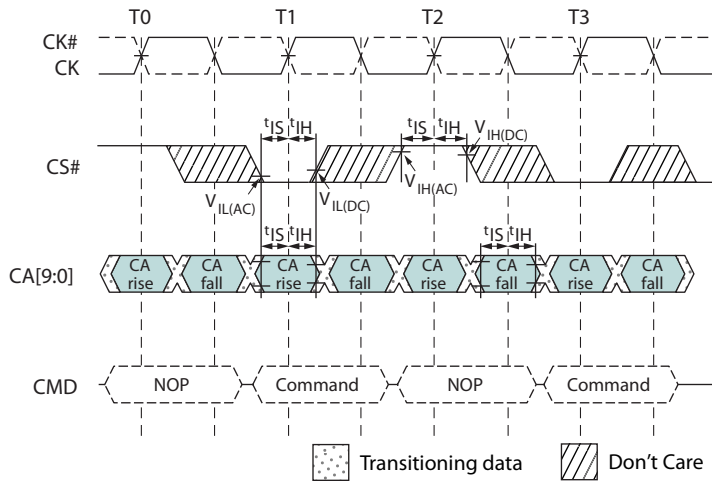 T0 T1 T2 T3
CK#
CK
tIS tIH tIS tIH
VIH(DC)
CS#
VIL(AC) VIL(DC) VIH(AC)
tIS tIH tIS tIH
CA[9:0]
CA rise CA fall CA rise CA fall CA rise CA fall CA rise CA fall
CMD NOP Command NOP Command
Transitioning data Don't Care